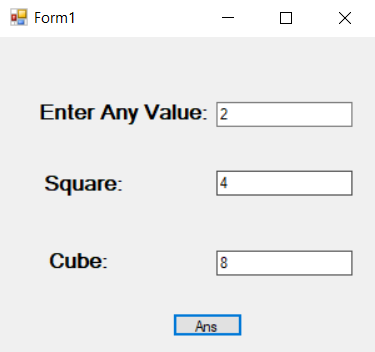 Form1
Enter Any Value: 2
Square: 4
Cube: 8
Ans